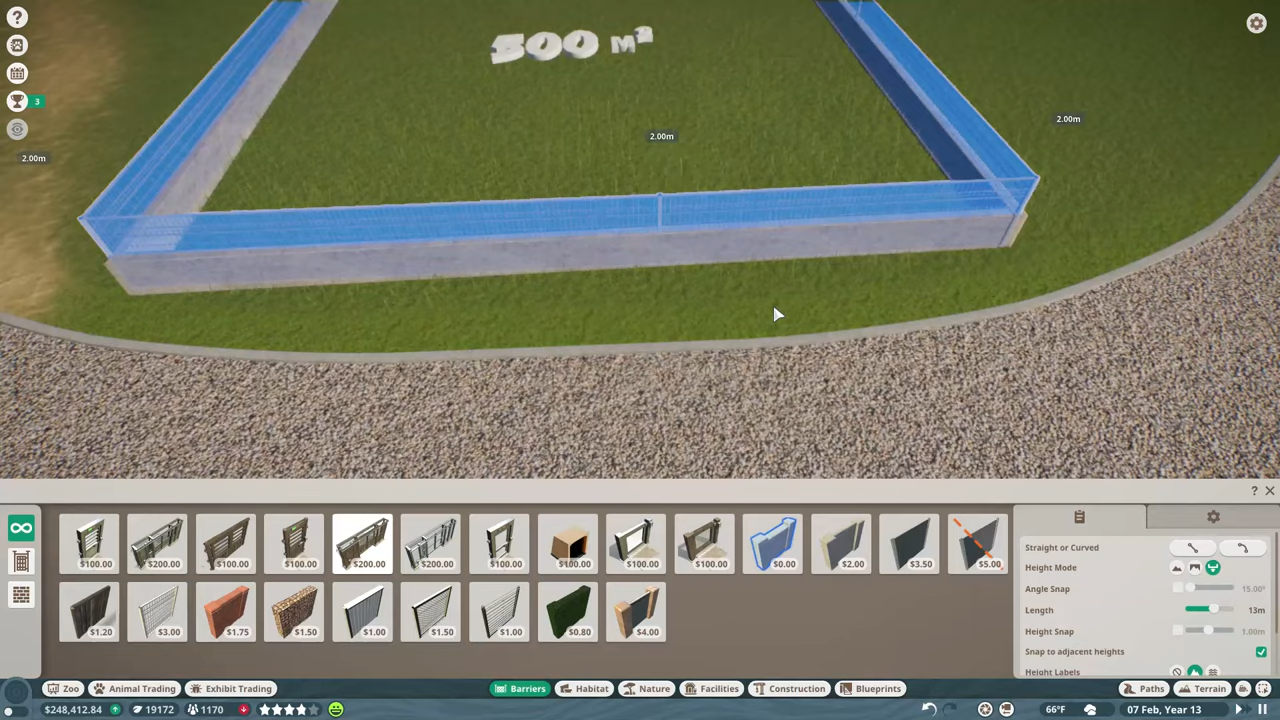 ?
500 M²
3
2.00m
2.00m
2.00m
?
$100.00 $200.00 $100.00 $100.00 $200.00 $200.00 $100.00 $100.00 $100.00 $100.00 $0.00 $2.00 $3.50 $5.00
$1.20 $3.00 $1.75 $1.50 $1.00 $1.50 $1.00 $0.80 $4.00
Straight or Curved
Height Mode
Angle Snap 15.00°
Length 13m
Height Snap 1.00m
Snap to adjacent heights
Height Labels
Zoo Animal Trading Exhibit Trading Barriers Habitat Nature Facilities Construction Blueprints Paths Terrain
$248,412.84 19172 1170 66°F 07 Feb, Year 13